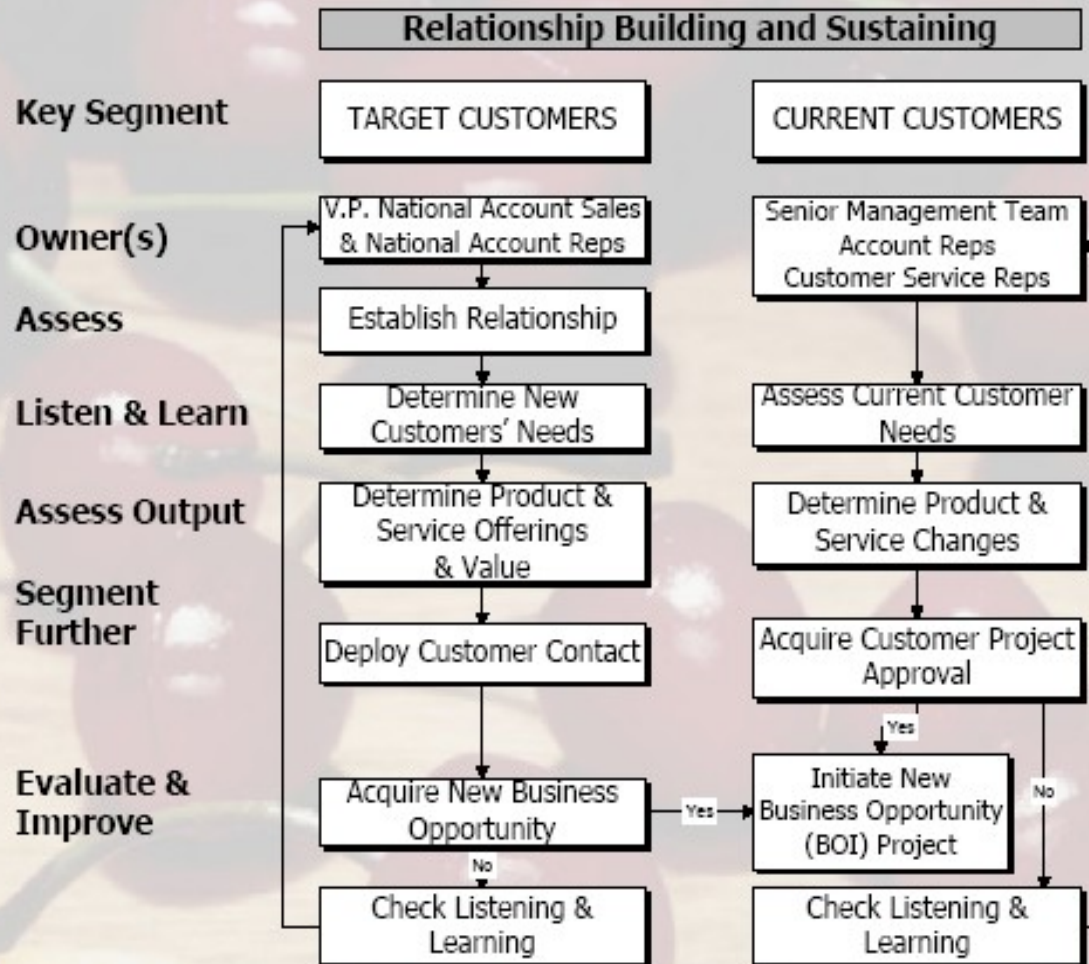 Relationship Building and Sustaining
Key Segment
TARGET CUSTOMERS
CURRENT CUSTOMERS
Owner(s)
V.P. National Account Sales
& National Account Reps
Senior Management Team
Account Reps
Customer Service Reps
Assess
Establish Relationship
Listen & Learn
Determine New
Customers' Needs
Assess Current Customer
Needs
Assess Output
Determine Product &
Service Offerings
& Value
Determine Product &
Service Changes
Segment
Further
Deploy Customer Contact
Acquire Customer Project
Approval
Yes
No
Evaluate &
Improve
Acquire New Business
Opportunity
Yes
Initiate New
Business Opportunity
(BOI) Project
No
Check Listening &
Learning
Check Listening &
Learning